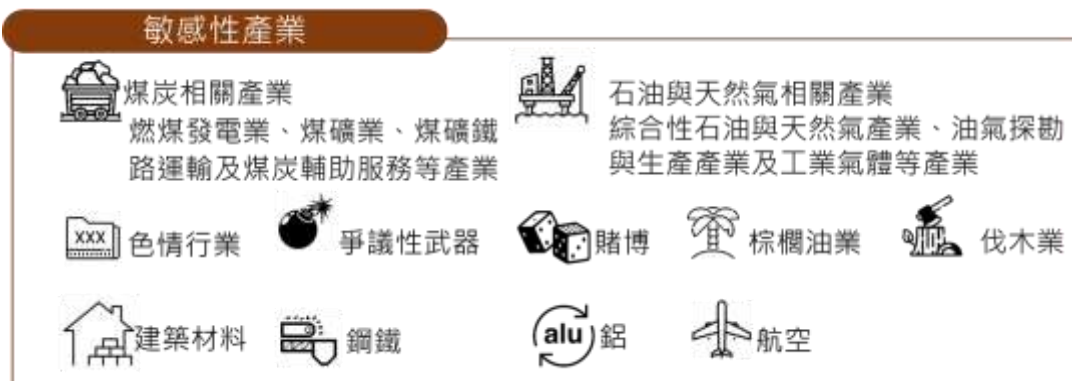 敏感性產業
煤炭相關產業
燃煤發電業、煤礦業、煤礦鐵
路運輸及煤炭輔助服務等產業
石油與天然氣相關產業
綜合性石油與天然氣產業、油氣探勘
與生產產業及工業氣體等產業
XXX 色情行業
爭議性武器
賭博
棕櫚油業
伐木業
建築材料
鋼鐵
alu 鋁
航空